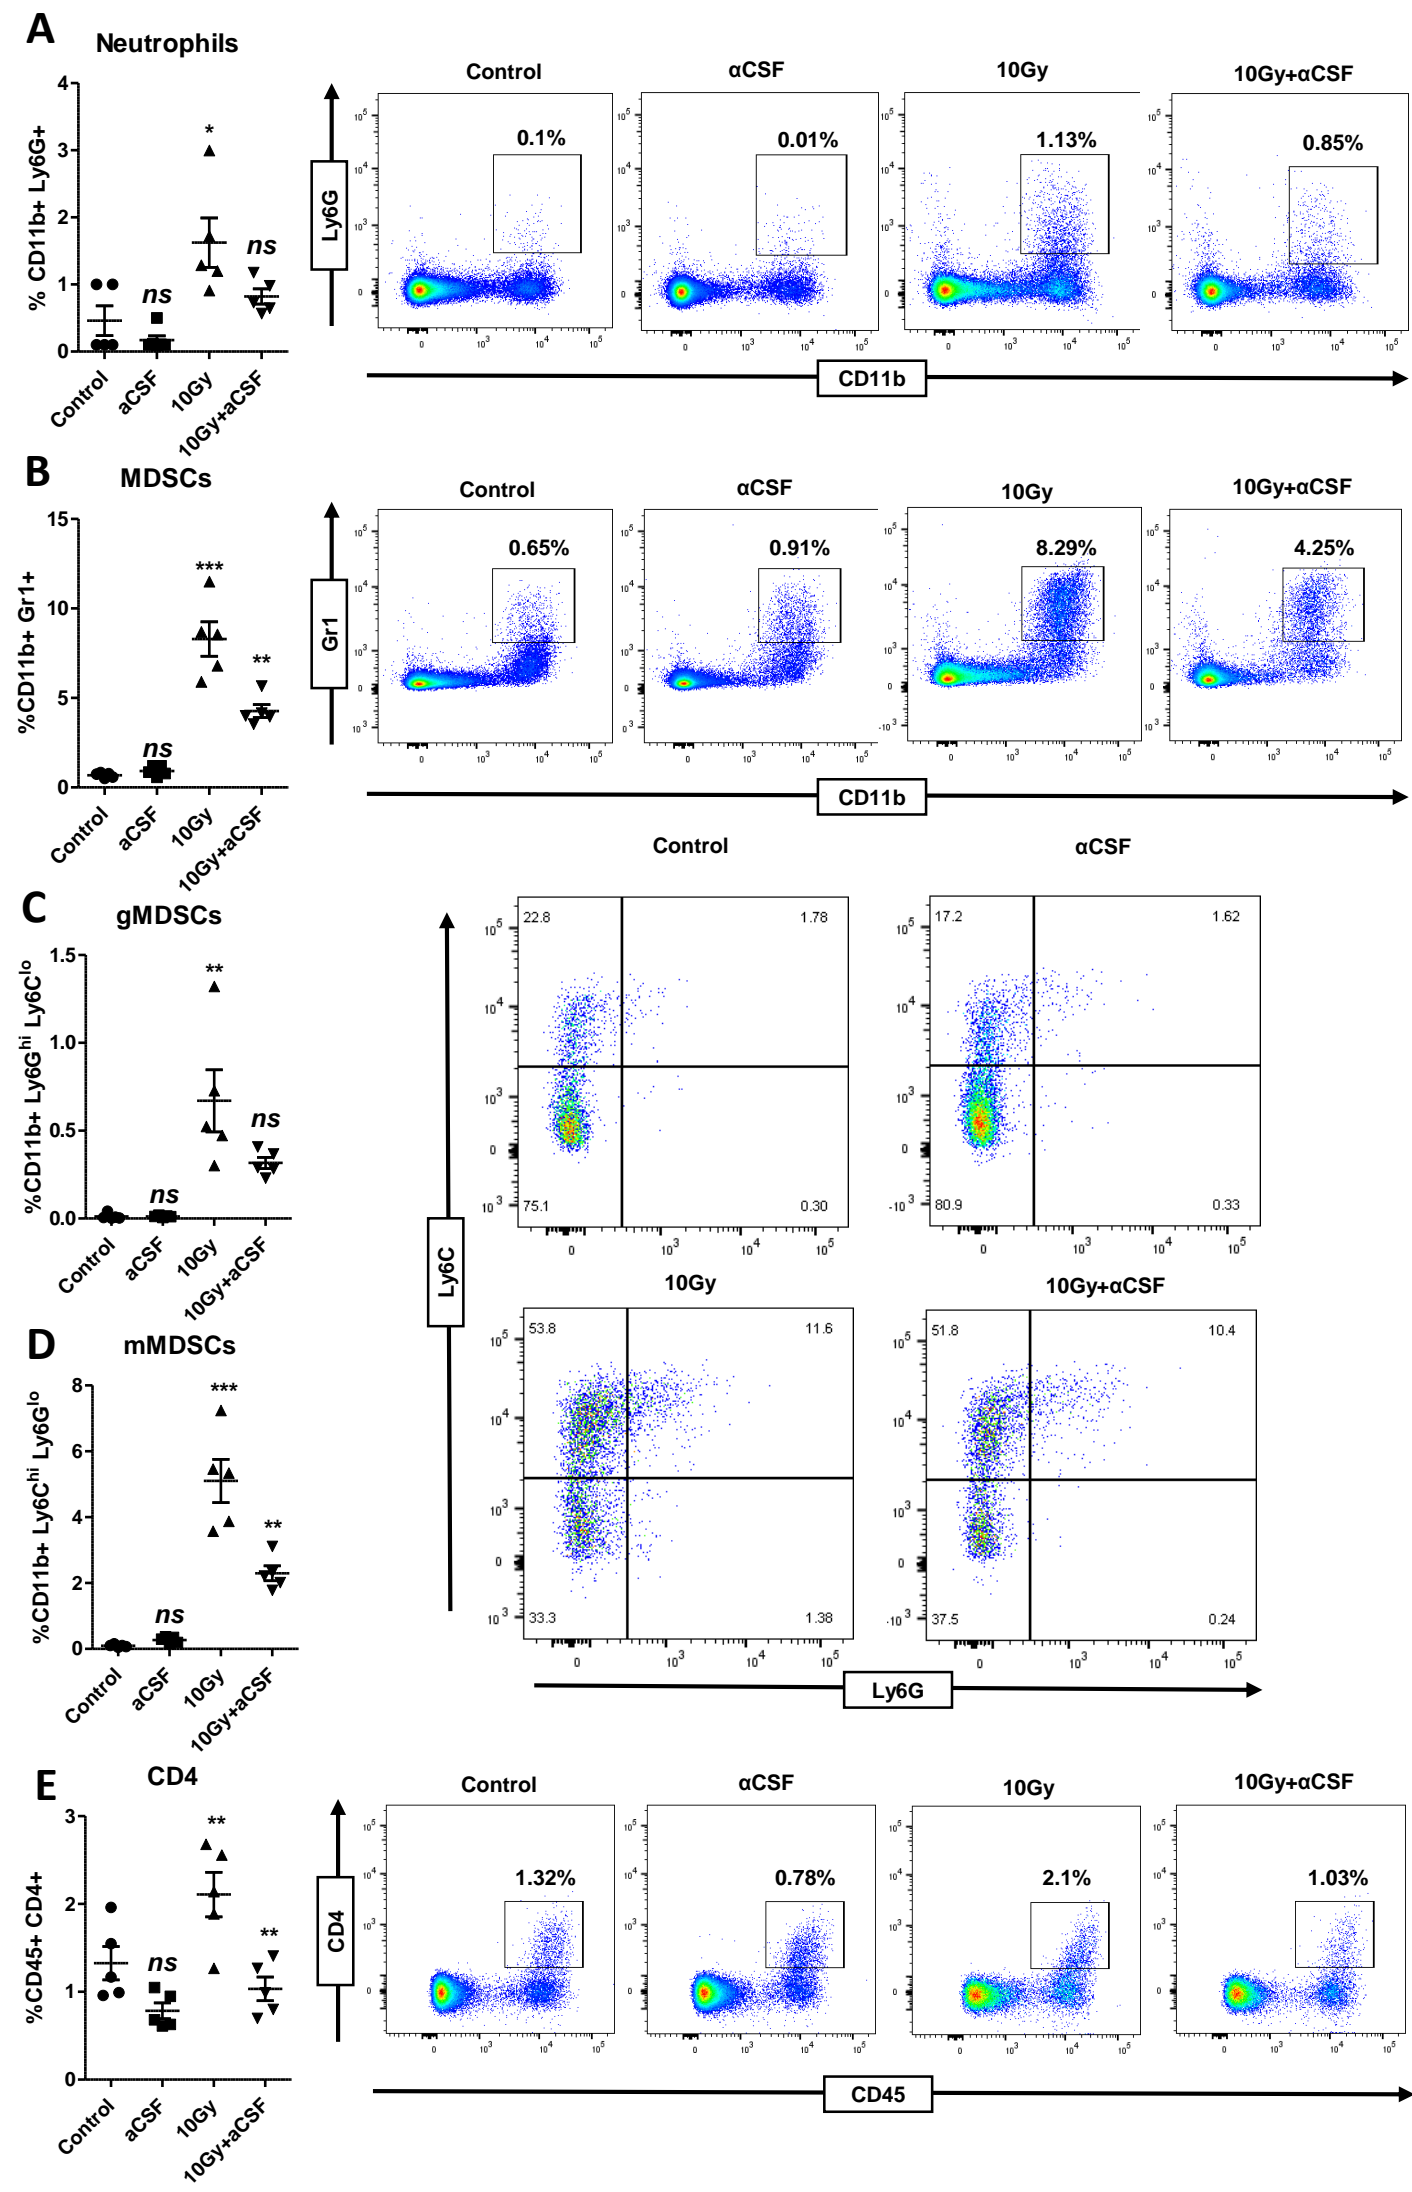 A
Neutrophils
% CD11b+ Ly6G+
4
3
2
1
0
*
ns
ns
Control
aCSF
10Gy
10Gy+aCSF
Control
αCSF
10Gy
10Gy+αCSF
Ly6G
0.1%
0.01%
1.13%
0.85%
CD11b
B
MDSCs
%CD11b+ Gr1+
15
10
5
0
***
**
ns
Control
aCSF
10Gy
10Gy+aCSF
Control
αCSF
10Gy
10Gy+αCSF
Gr1
0.65%
0.91%
8.29%
4.25%
CD11b
C
gMDSCs
%CD11b+ Ly6Ghi Ly6Clo
1.5
1.0
0.5
0.0
**
ns
ns
Control
aCSF
10Gy
10Gy+aCSF
Control
αCSF
22.8
1.78
75.1
0.30
17.2
1.62
80.9
0.33
Ly6C
D
mMDSCs
%CD11b+ Ly6Chi Ly6Glo
8
6
4
2
0
***
**
ns
Control
aCSF
10Gy
10Gy+aCSF
10Gy
10Gy+αCSF
53.8
11.6
33.3
1.38
51.8
10.4
37.5
0.24
Ly6G
E
CD4
%CD45+ CD4+
3
2
1
0
**
**
ns
Control
aCSF
10Gy
10Gy+aCSF
Control
αCSF
10Gy
10Gy+αCSF
CD4
1.32%
0.78%
2.1%
1.03%
CD45